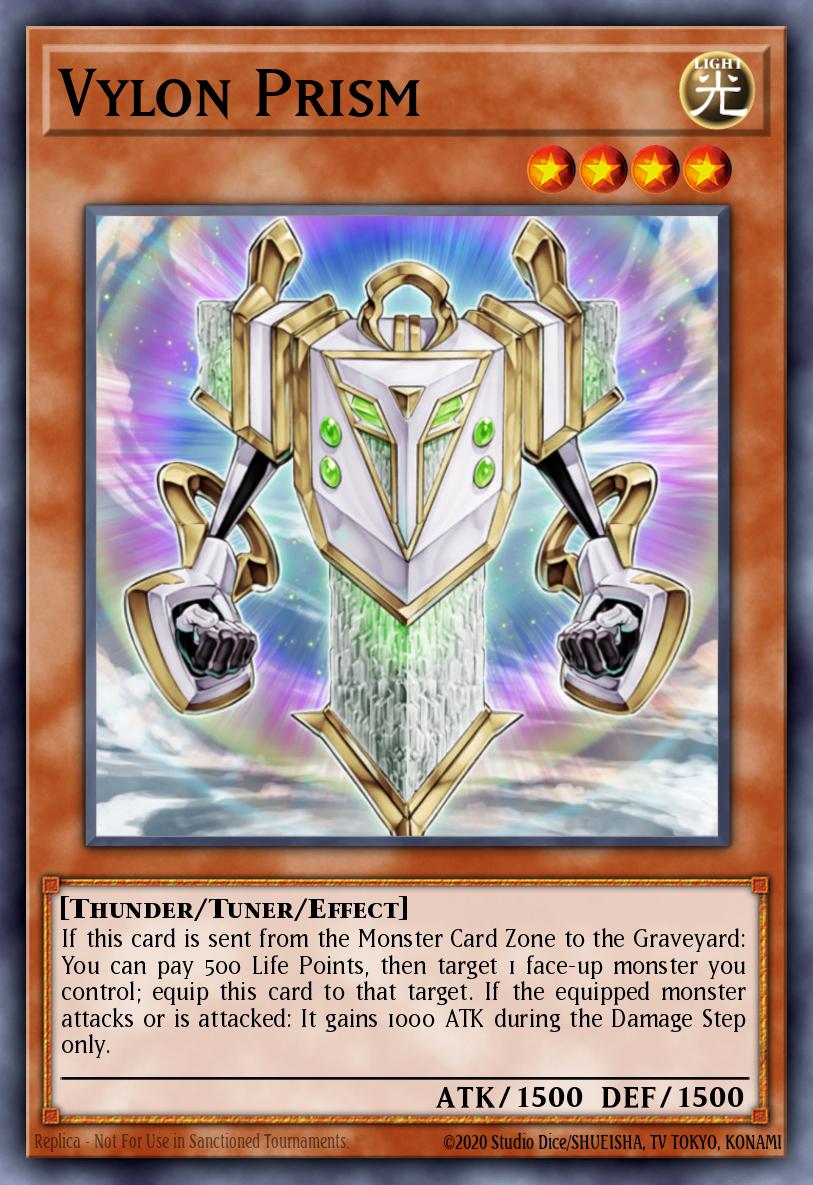 Vylon Prism
LIGHT
光
[Thunder/Tuner/Effect]
If this card is sent from the Monster Card Zone to the Graveyard:
You can pay 500 Life Points, then target 1 face-up monster you
control; equip this card to that target. If the equipped monster
attacks or is attacked: It gains 1000 ATK during the Damage Step
only.
ATK/1500 DEF/1500
Replica - Not For Use in Sanctioned Tournaments.
©2020 Studio Dice/SHUEISHA, TV TOKYO, KONAMI